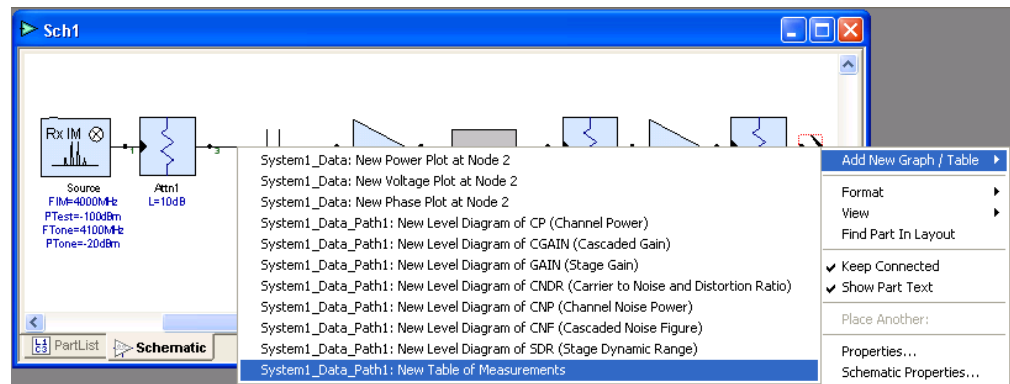 Sch1
Rx IM
1
3
Source
FIM=4000MHz
PTest=-100dBm
FTone=4100MHz
PTone=-20dBm
Attn1
L=10dB
System1_Data: New Power Plot at Node 2
System1_Data: New Voltage Plot at Node 2
System1_Data: New Phase Plot at Node 2
System1_Data_Path1: New Level Diagram of CP (Channel Power)
System1_Data_Path1: New Level Diagram of CGAIN (Cascaded Gain)
System1_Data_Path1: New Level Diagram of GAIN (Stage Gain)
System1_Data_Path1: New Level Diagram of CNDR (Carrier to Noise and Distortion Ratio)
System1_Data_Path1: New Level Diagram of CNP (Channel Noise Power)
System1_Data_Path1: New Level Diagram of CNF (Cascaded Noise Figure)
System1_Data_Path1: New Level Diagram of SDR (Stage Dynamic Range)
System1_Data_Path1: New Table of Measurements
Add New Graph / Table
Format
View
Find Part In Layout
Keep Connected
Show Part Text
Place Another:
Properties...
Schematic Properties...
PartList
Schematic